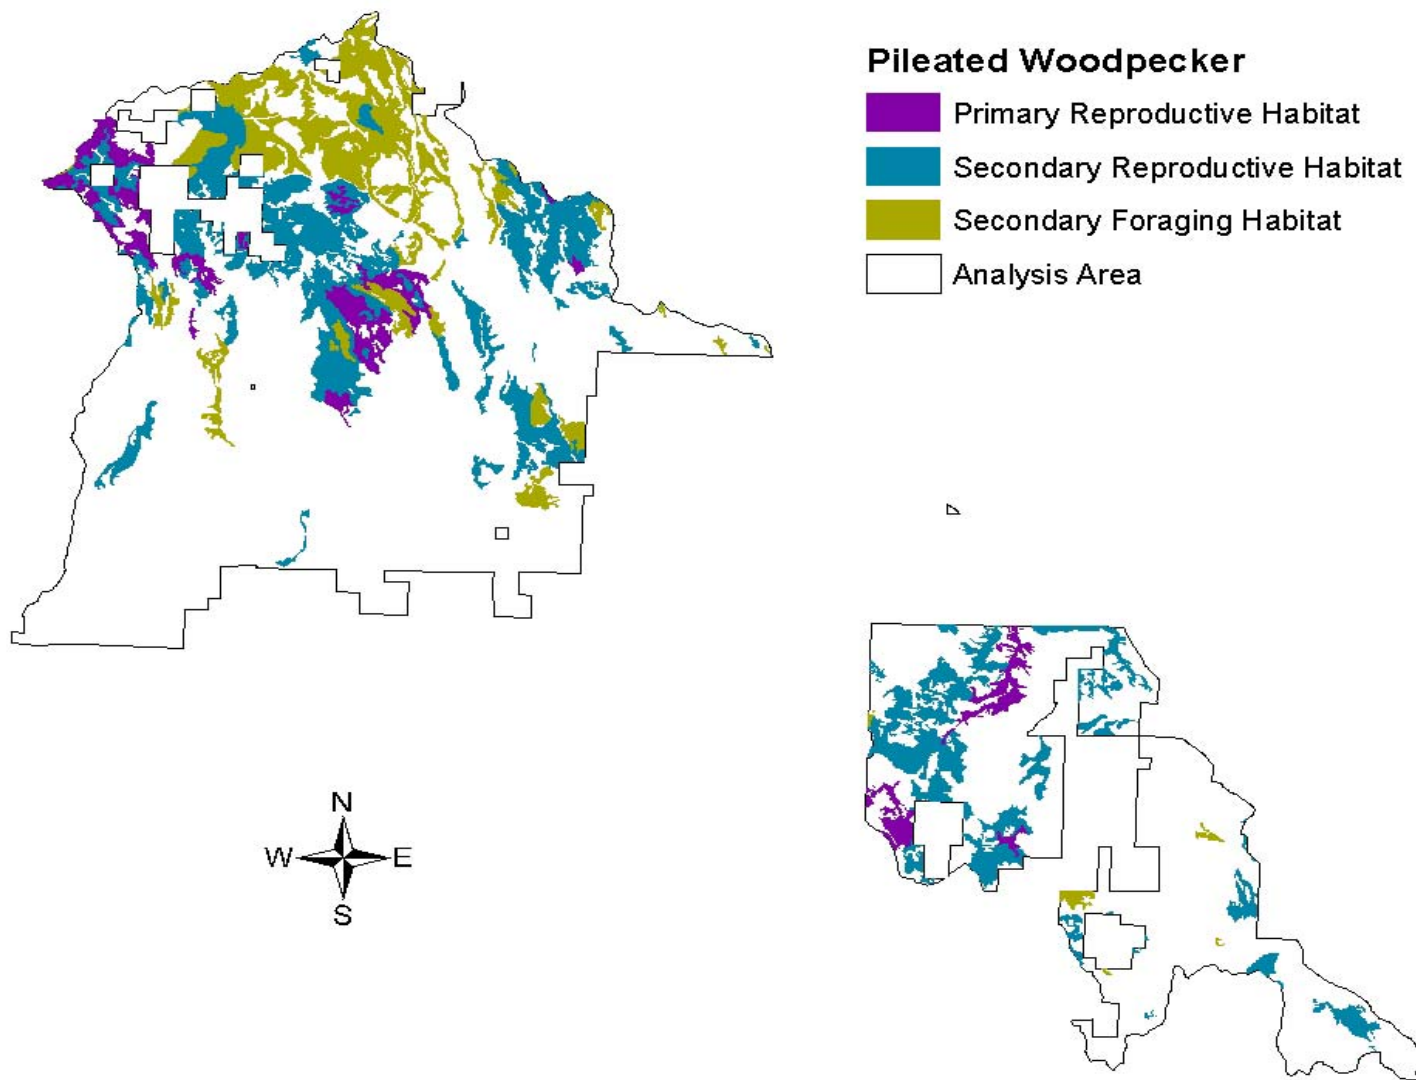 Pileated Woodpecker
Primary Reproductive Habitat
Secondary Reproductive Habitat
Secondary Foraging Habitat
Analysis Area
N
W E
S